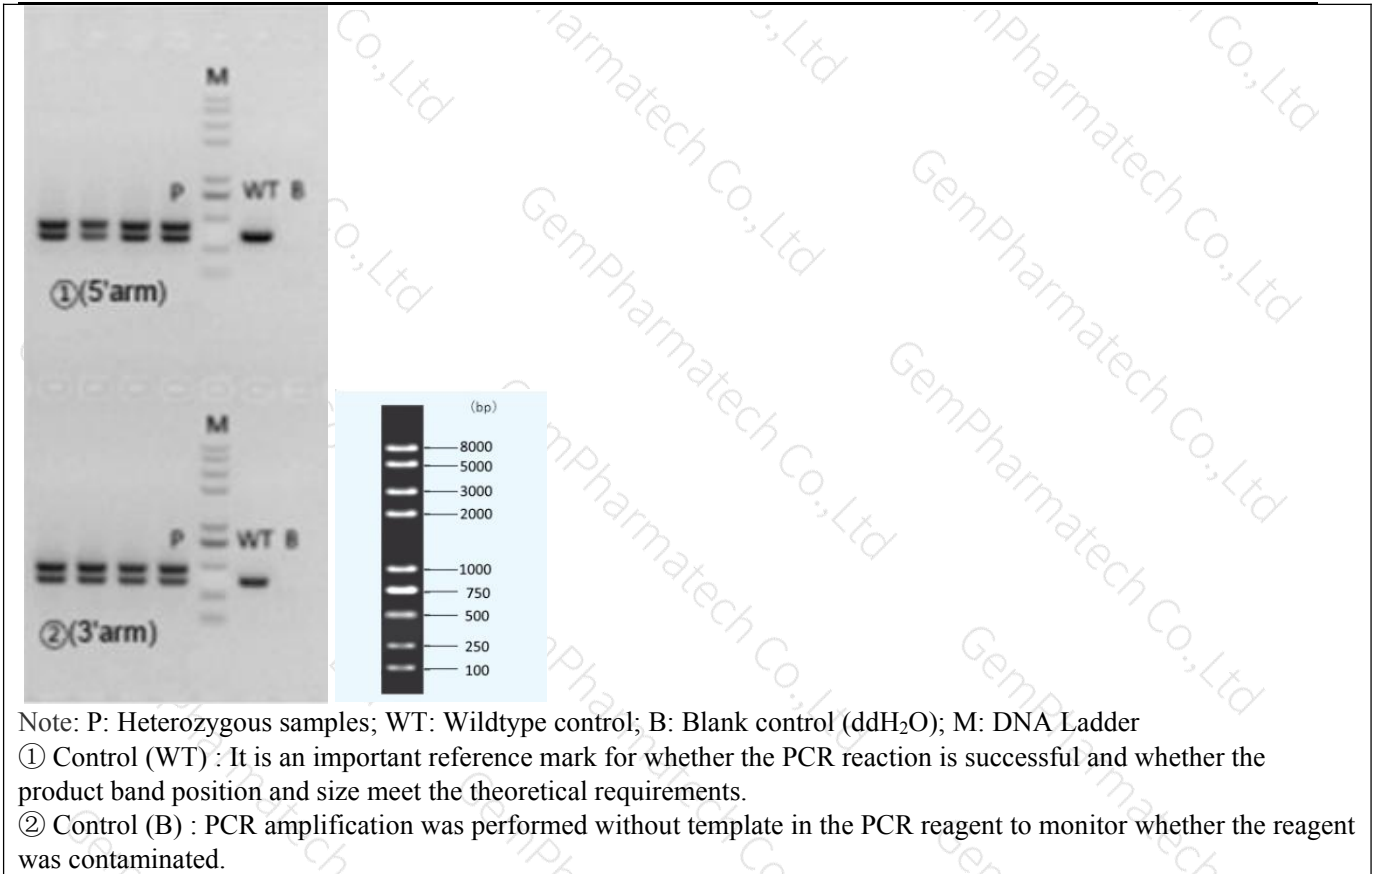 M
P WT B
①(5'arm)
M
P WT B
②(3'arm)
(bp)
8000
5000
3000
2000
1000
750
500
250
100
Note: P: Heterozygous samples; WT: Wildtype control; B: Blank control (ddH₂O); M: DNA Ladder
① Control (WT) : It is an important reference mark for whether the PCR reaction is successful and whether the
product band position and size meet the theoretical requirements.
② Control (B) : PCR amplification was performed without template in the PCR reagent to monitor whether the reagent
was contaminated.
GemPharmatech Co.,Ltd